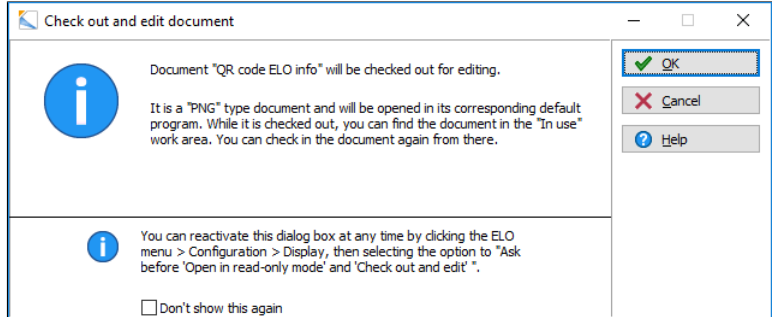 Check out and edit document
Document "QR code ELO info" will be checked out for editing.
It is a "PNG" type document and will be opened in its corresponding default
program. While it is checked out, you can find the document in the "In use"
work area. You can check in the document again from there.
OK
Cancel
Help
You can reactivate this dialog box at any time by clicking the ELO
menu > Configuration > Display, then selecting the option to "Ask
before 'Open in read-only mode' and 'Check out and edit' ".
Don't show this again